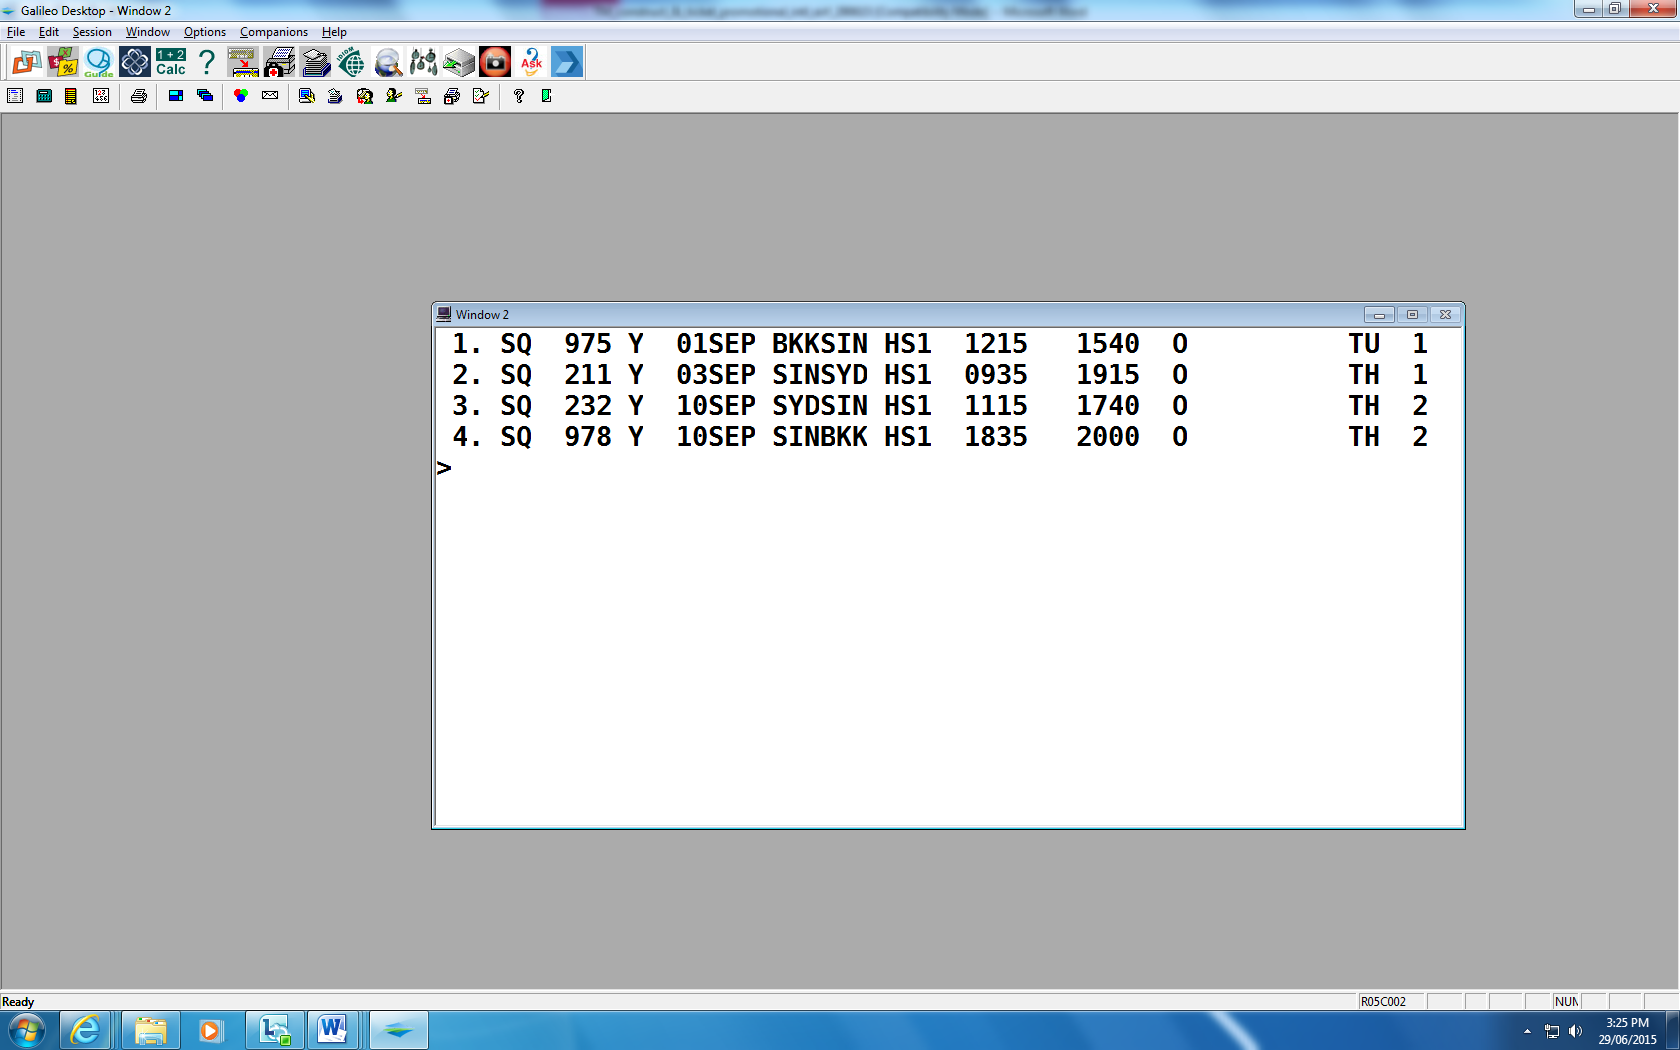 Galileo Desktop - Window 2
File Edit Session Window Options Companions Help
Guide 1 + 2 Calc ? IDIOM ? Ask
Window 2
1. SQ 975 Y 01SEP BKKSIN HS1 1215 1540 O TU 1
2. SQ 211 Y 03SEP SINSYD HS1 0935 1915 O TH 1
3. SQ 232 Y 10SEP SYDSIN HS1 1115 1740 O TH 2
4. SQ 978 Y 10SEP SINBKK HS1 1835 2000 O TH 2
>
Ready R05C002 NUM
3:25 PM
29/06/2015